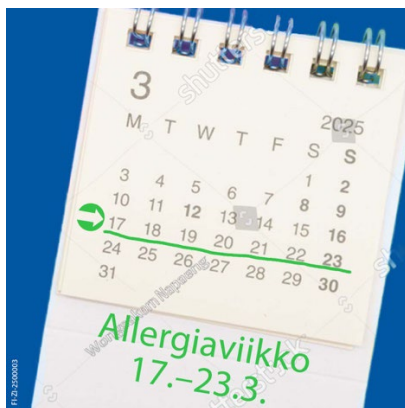 3
2025
M T W T F S S
1 2
3 4 5 6 7 8 9
10 11 12 13 14 15 16
17 18 19 20 21 22 23
24 25 26 27 28 29 30
31
Allergiaviikko
17.–23.3.
FI-ZI-2500003
shutters